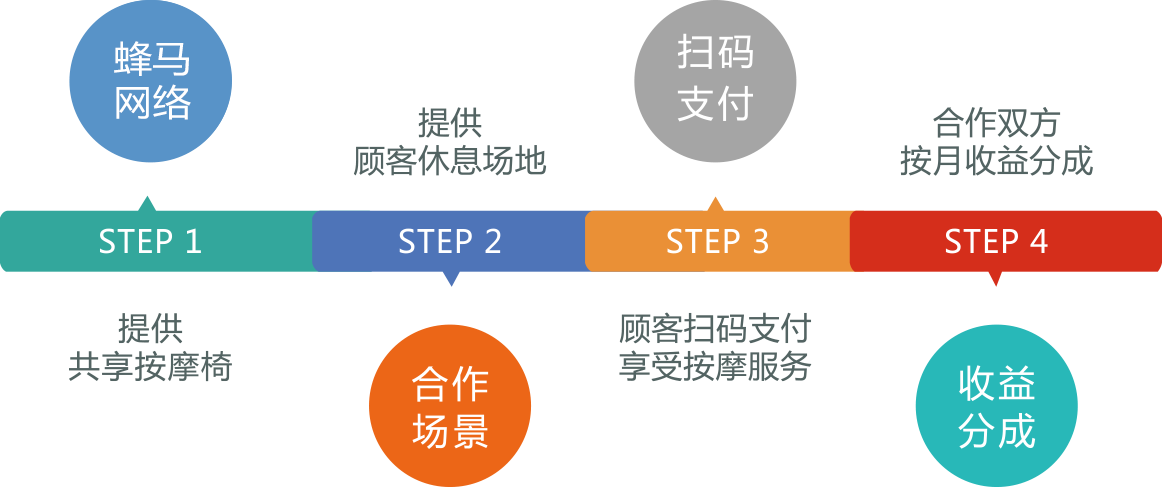 蜂马
网络
STEP 1
提供
共享按摩椅
提供
顾客休息场地
STEP 2
合作
场景
扫码
支付
STEP 3
顾客扫码支付
享受按摩服务
合作双方
按月收益分成
STEP 4
收益
分成